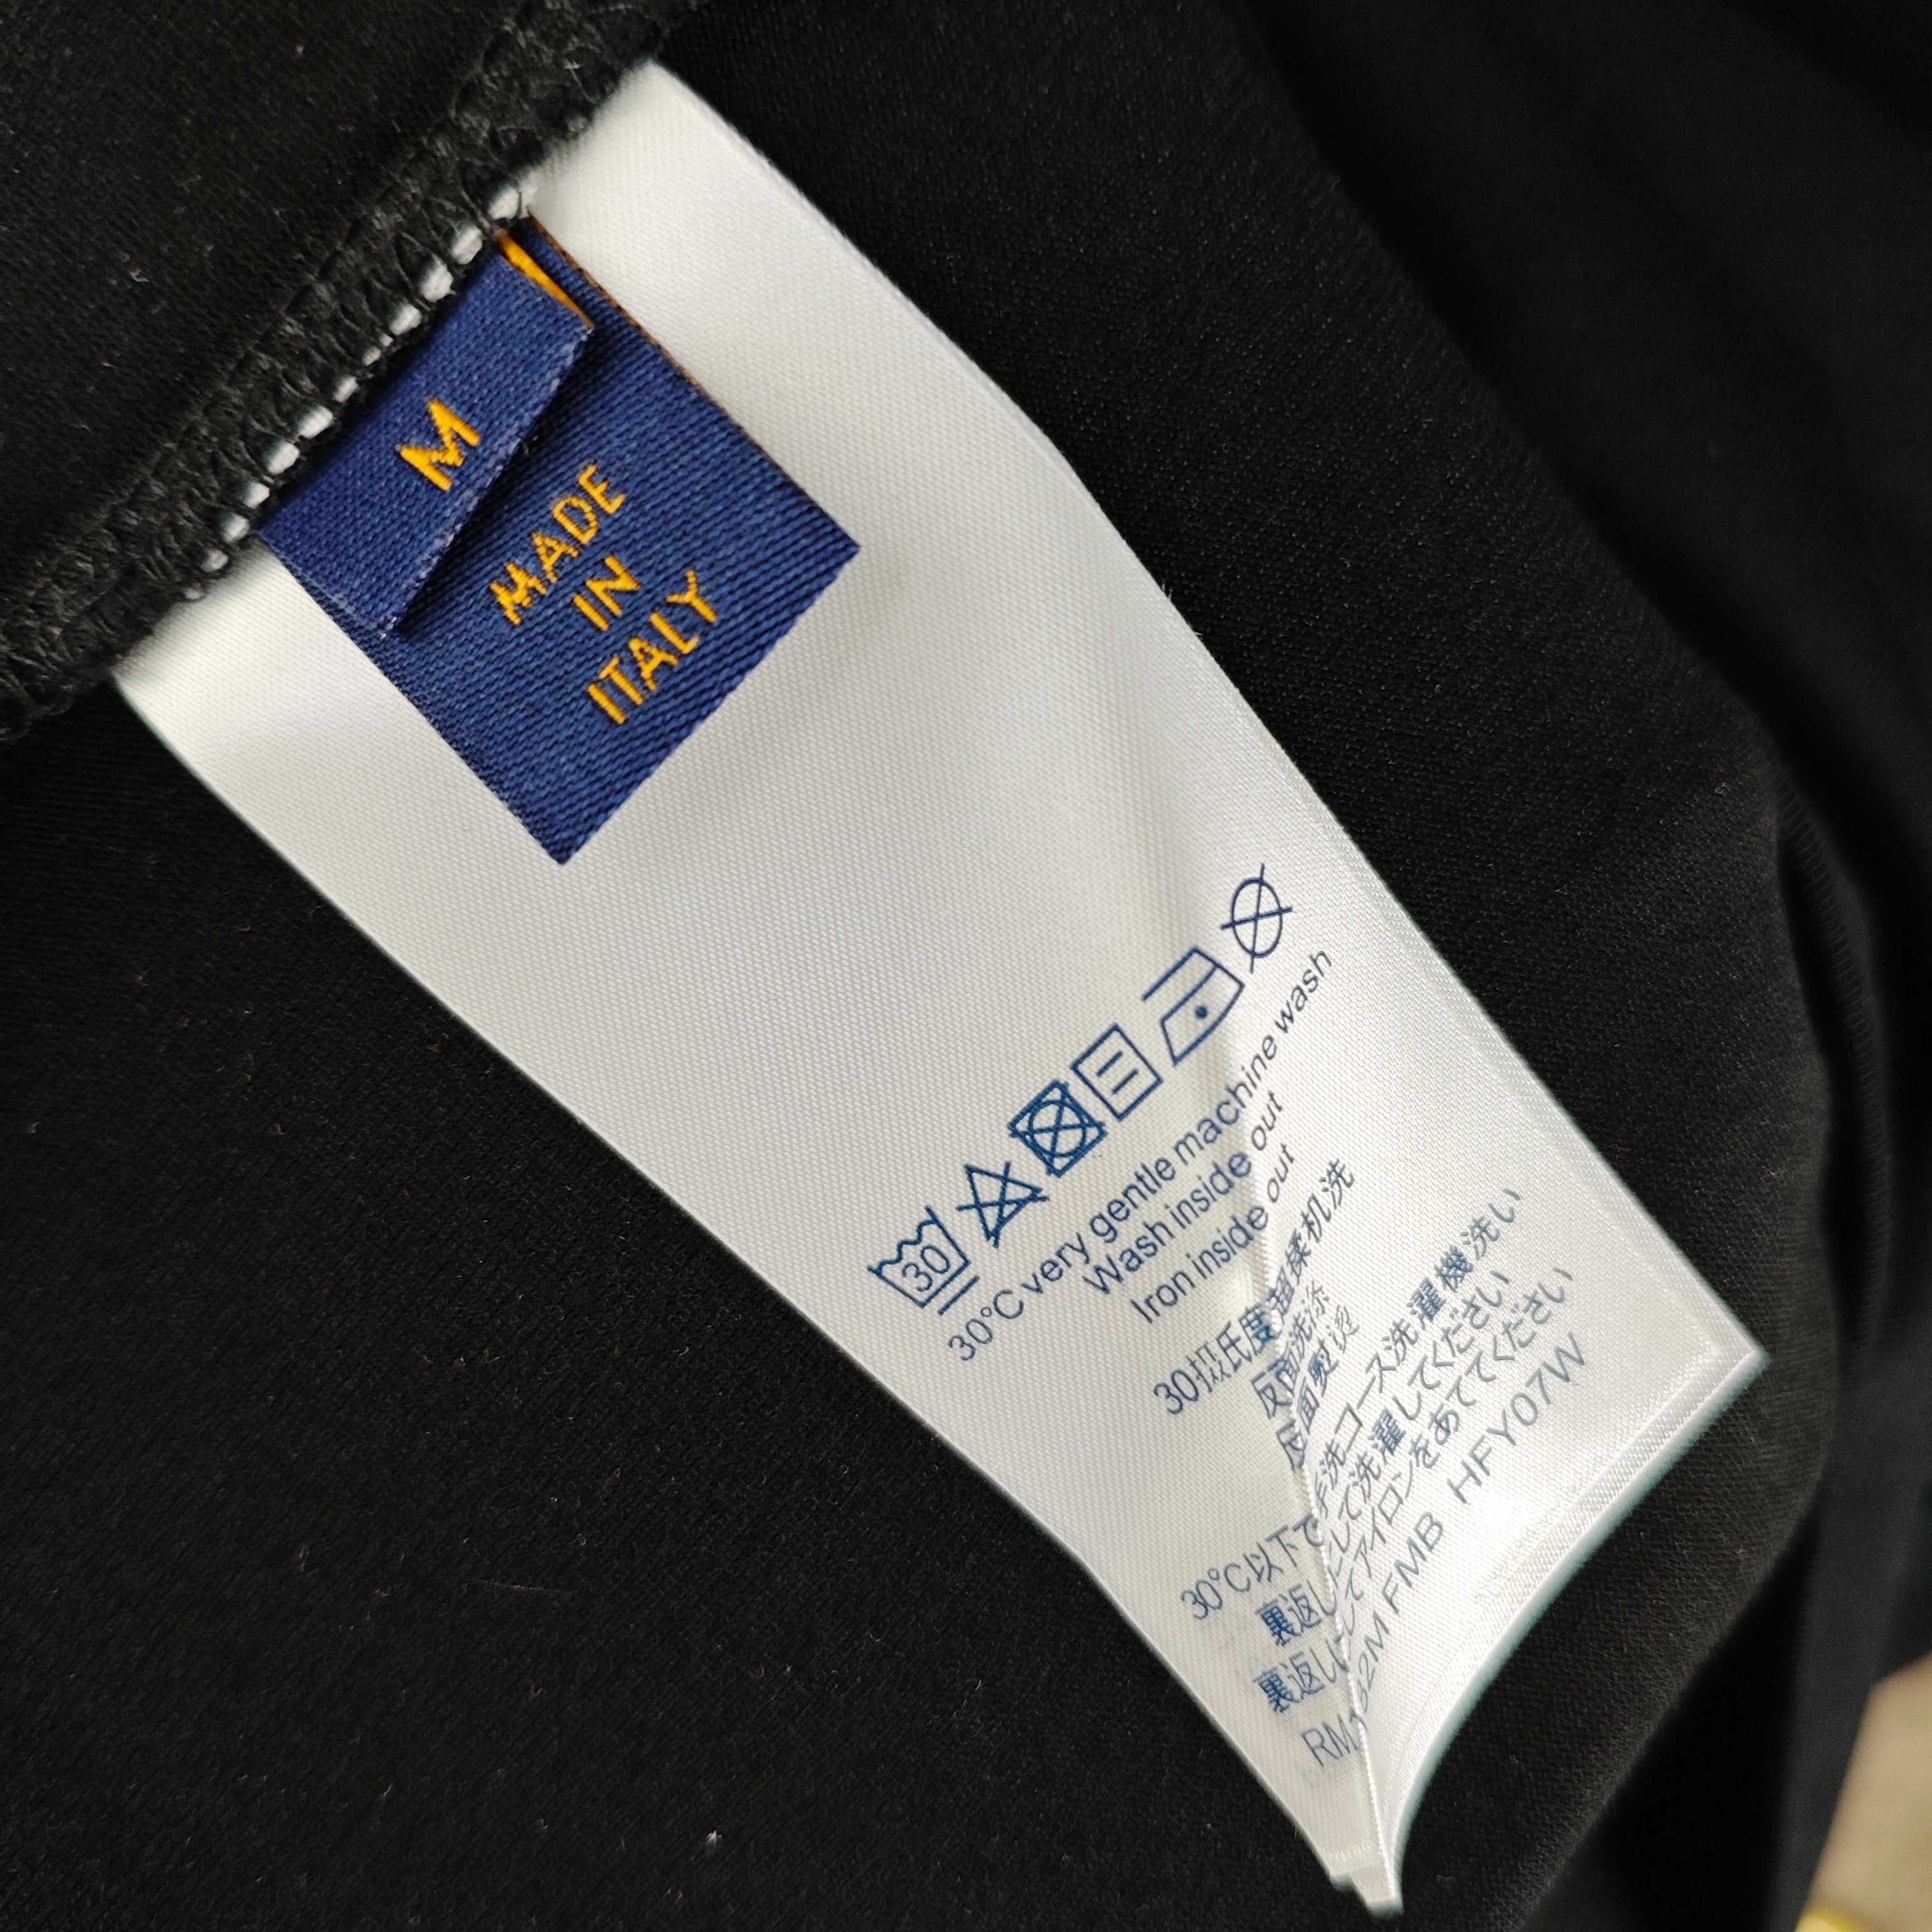 M
MADE
IN
ITALY
30
30°C very gentle machine wash
Wash inside out
Iron inside out
30摄氏度超柔机洗
反面洗涤
反面熨烫
30°C以下で手洗コース洗濯機洗い
裏返しにして洗濯してください
裏返しにしてアイロンをあててください
FMB HFY07W